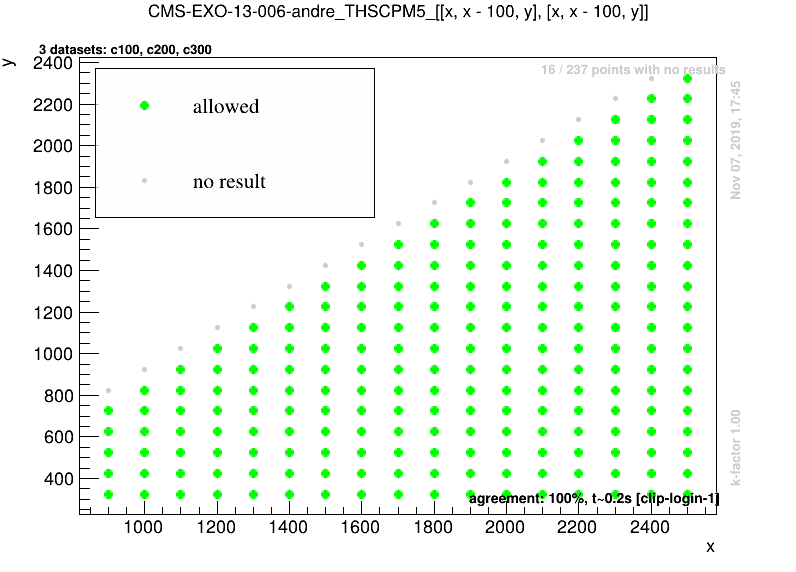 CMS-EXO-13-006-andre_THSCPM5_[[x, x - 100, y], [x, x - 100, y]]
3 datasets: c100, c200, c300
y
16 / 237 points with no results
allowed
no result
Nov 07, 2019, 17:45
k-factor 1.00
2400
2200
2000
1800
1600
1400
1200
1000
800
600
400
agreement: 100%, t~0.2s [clip-login-1]
1000 1200 1400 1600 1800 2000 2200 2400
x